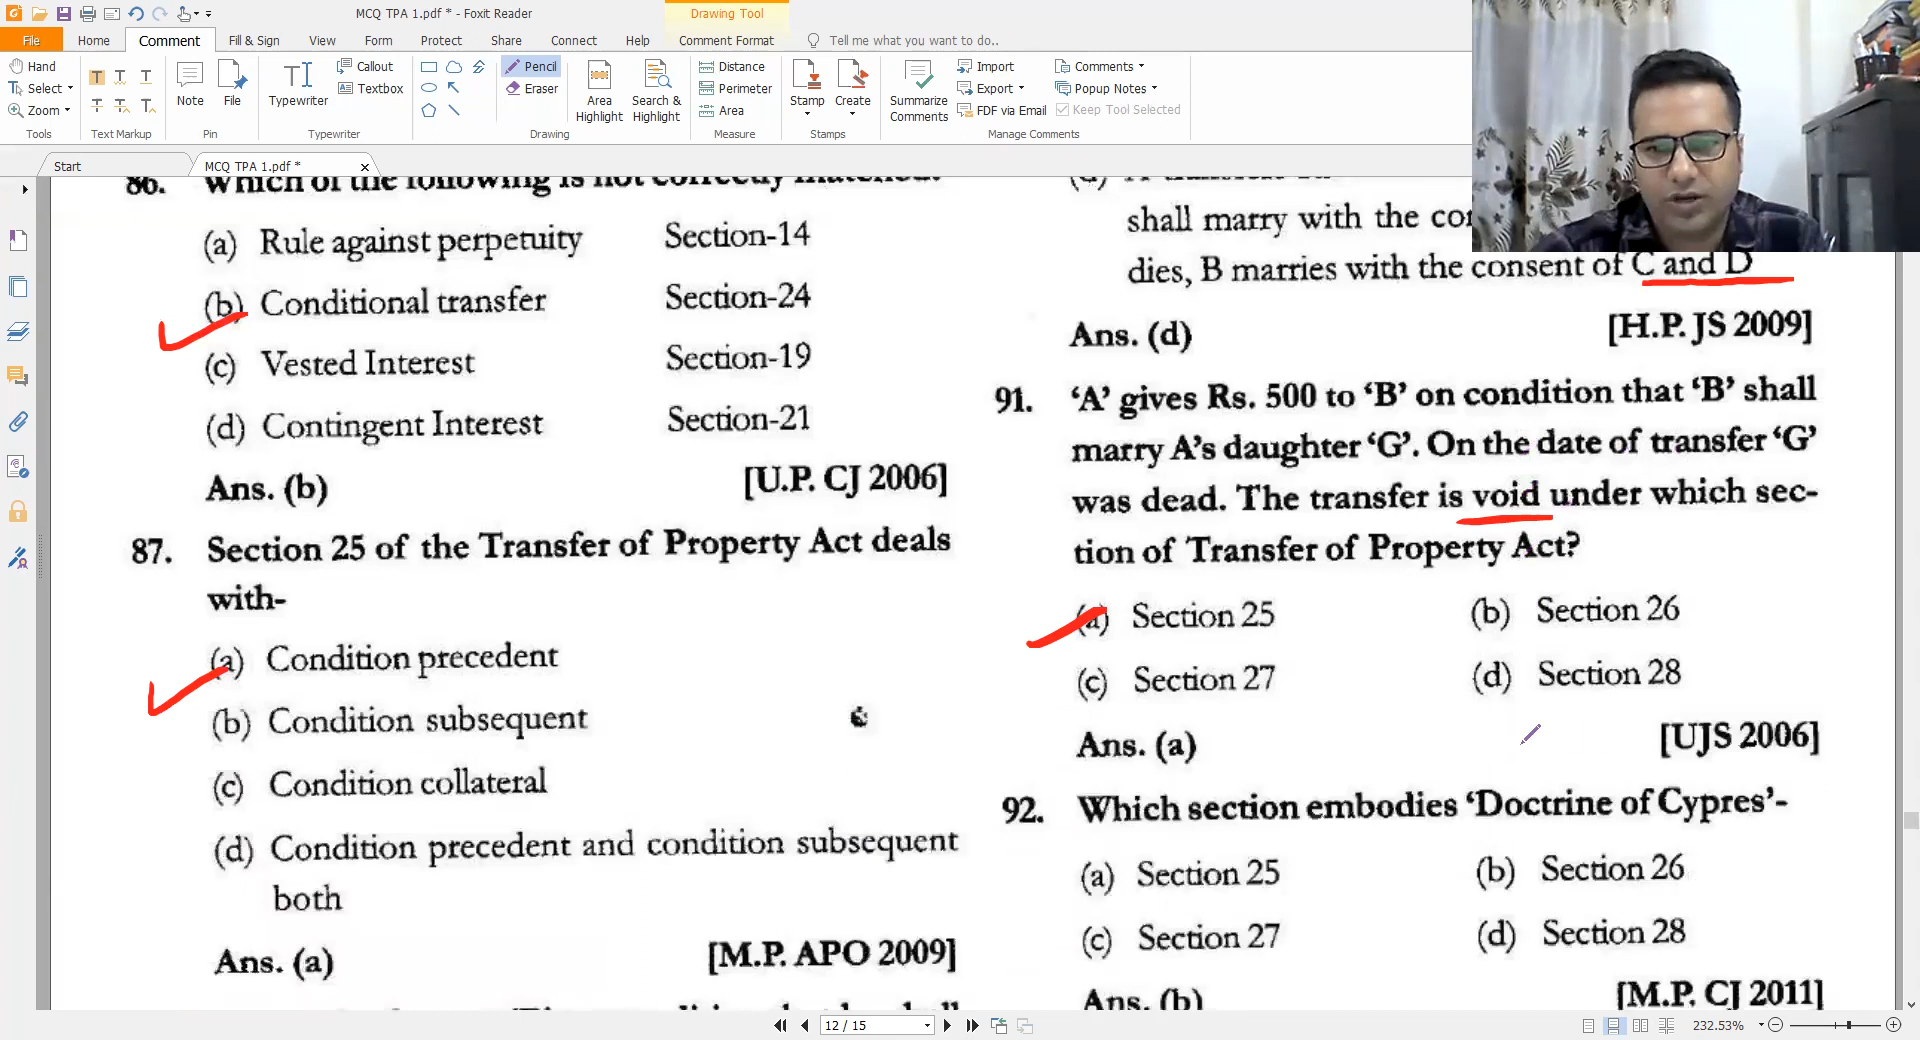 MCQ TPA 1.pdf * - Foxit Reader
Drawing Tool
File Home Comment Fill & Sign View Form Protect Share Connect Help Comment Format Tell me what you want to do..
Hand
Select
Zoom
Tools
Text Markup
Note
File
Pin
Typewriter
Callout
Textbox
Typewriter
Pencil
Eraser
Area Highlight
Search & Highlight
Drawing
Distance
Perimeter
Area
Measure
Stamp
Create
Stamps
Summarize Comments
Import
Export
FDF via Email
Comments
Popup Notes
Keep Tool Selected
Manage Comments
Start
MCQ TPA 1.pdf *
86. Which of the following is not correctly matched?
(a) Rule against perpetuity Section-14
(b) Conditional transfer Section-24
(c) Vested Interest Section-19
(d) Contingent Interest Section-21
Ans. (b) [U.P. CJ 2006]
87. Section 25 of the Transfer of Property Act deals
with-
(a) Condition precedent
(b) Condition subsequent
(c) Condition collateral
(d) Condition precedent and condition subsequent
both
Ans. (a) [M.P. APO 2009]
shall marry with the
dies, B marries with the consent of C and D
Ans. (d) [H.P. JS 2009]
91. ‘A’ gives Rs. 500 to ‘B’ on condition that ‘B’ shall
marry A’s daughter ‘G’. On the date of transfer ‘G’
was dead. The transfer is void under which sec-
tion of Transfer of Property Act?
(a) Section 25 (b) Section 26
(c) Section 27 (d) Section 28
Ans. (a) [UJS 2006]
92. Which section embodies ‘Doctrine of Cypres’-
(a) Section 25 (b) Section 26
(c) Section 27 (d) Section 28
Ans. (b) [M.P. CJ 2011]
12 / 15
232.53%